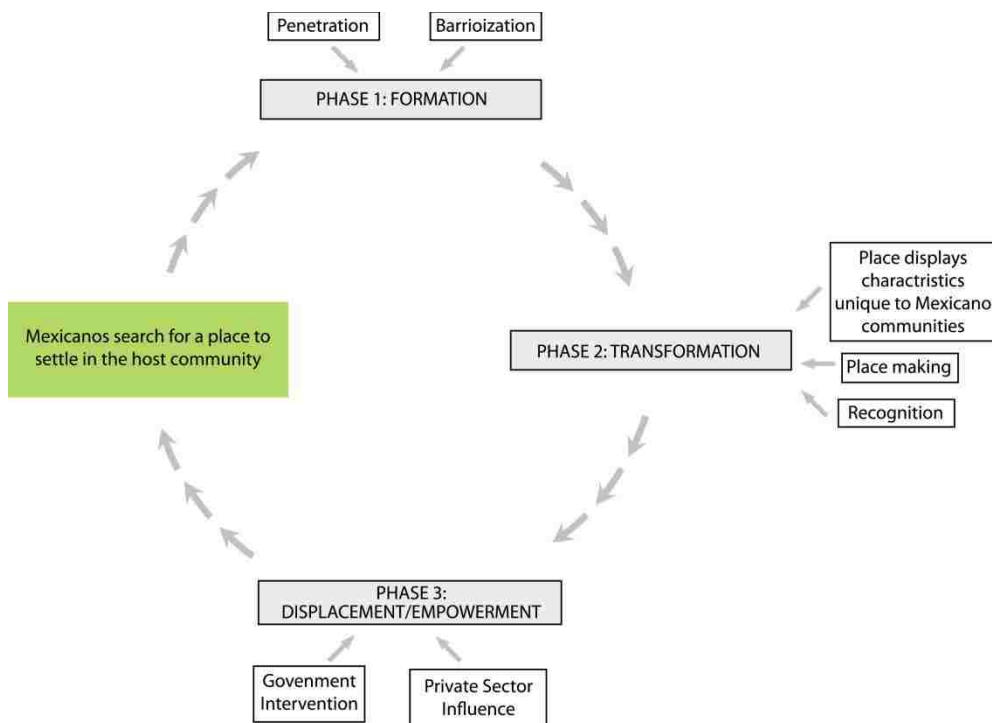 Penetration
Barrioization
PHASE 1: FORMATION
Place displays
charactristics
unique to Mexicano
communities
Mexicanos search for a place to
settle in the host community
PHASE 2: TRANSFORMATION
Place making
Recognition
PHASE 3:
DISPLACEMENT/EMPOWERMENT
Govenment
Intervention
Private Sector
Influence